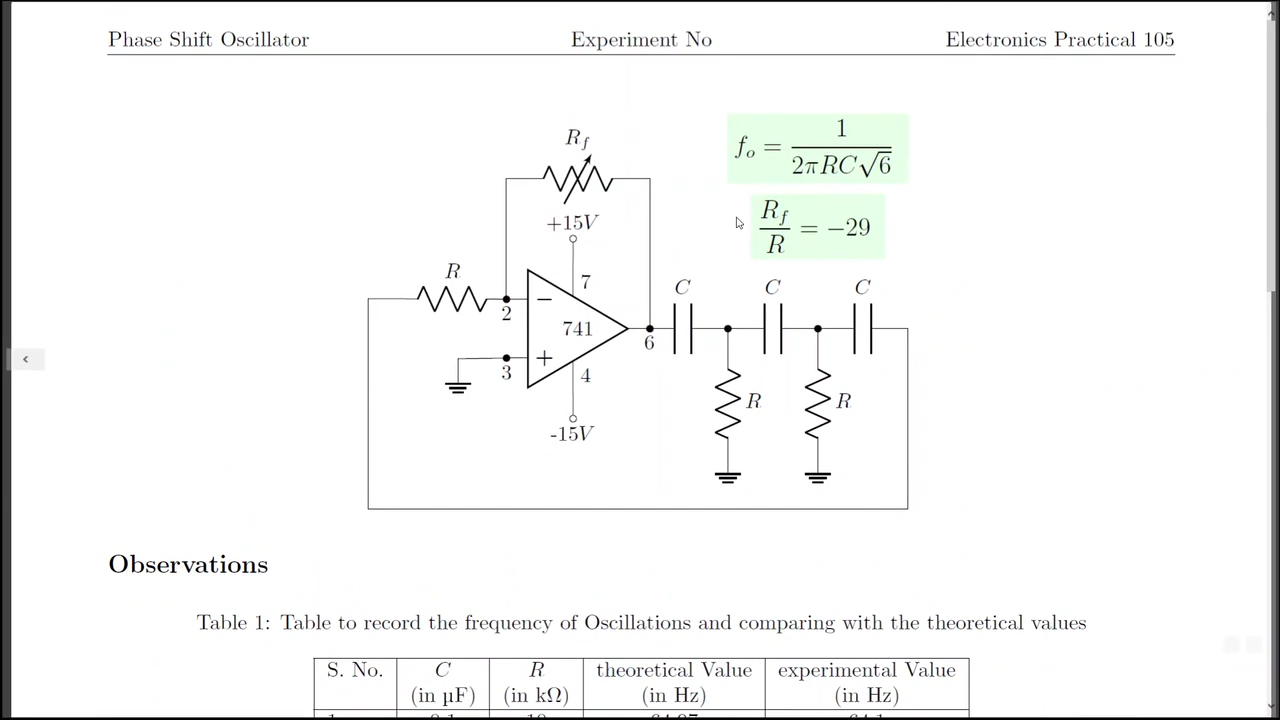 Phase Shift Oscillator Experiment No Electronics Practical 105
R_f
f_o = 1 / 2πRC√6
+15V
R_f / R = −29
R
7
C C C
−
2
741
6
+
3
4
R R
-15V
Observations
Table 1: Table to record the frequency of Oscillations and comparing with the theoretical values
S. No. C R theoretical Value experimental Value
(in µF) (in kΩ) (in Hz) (in Hz)